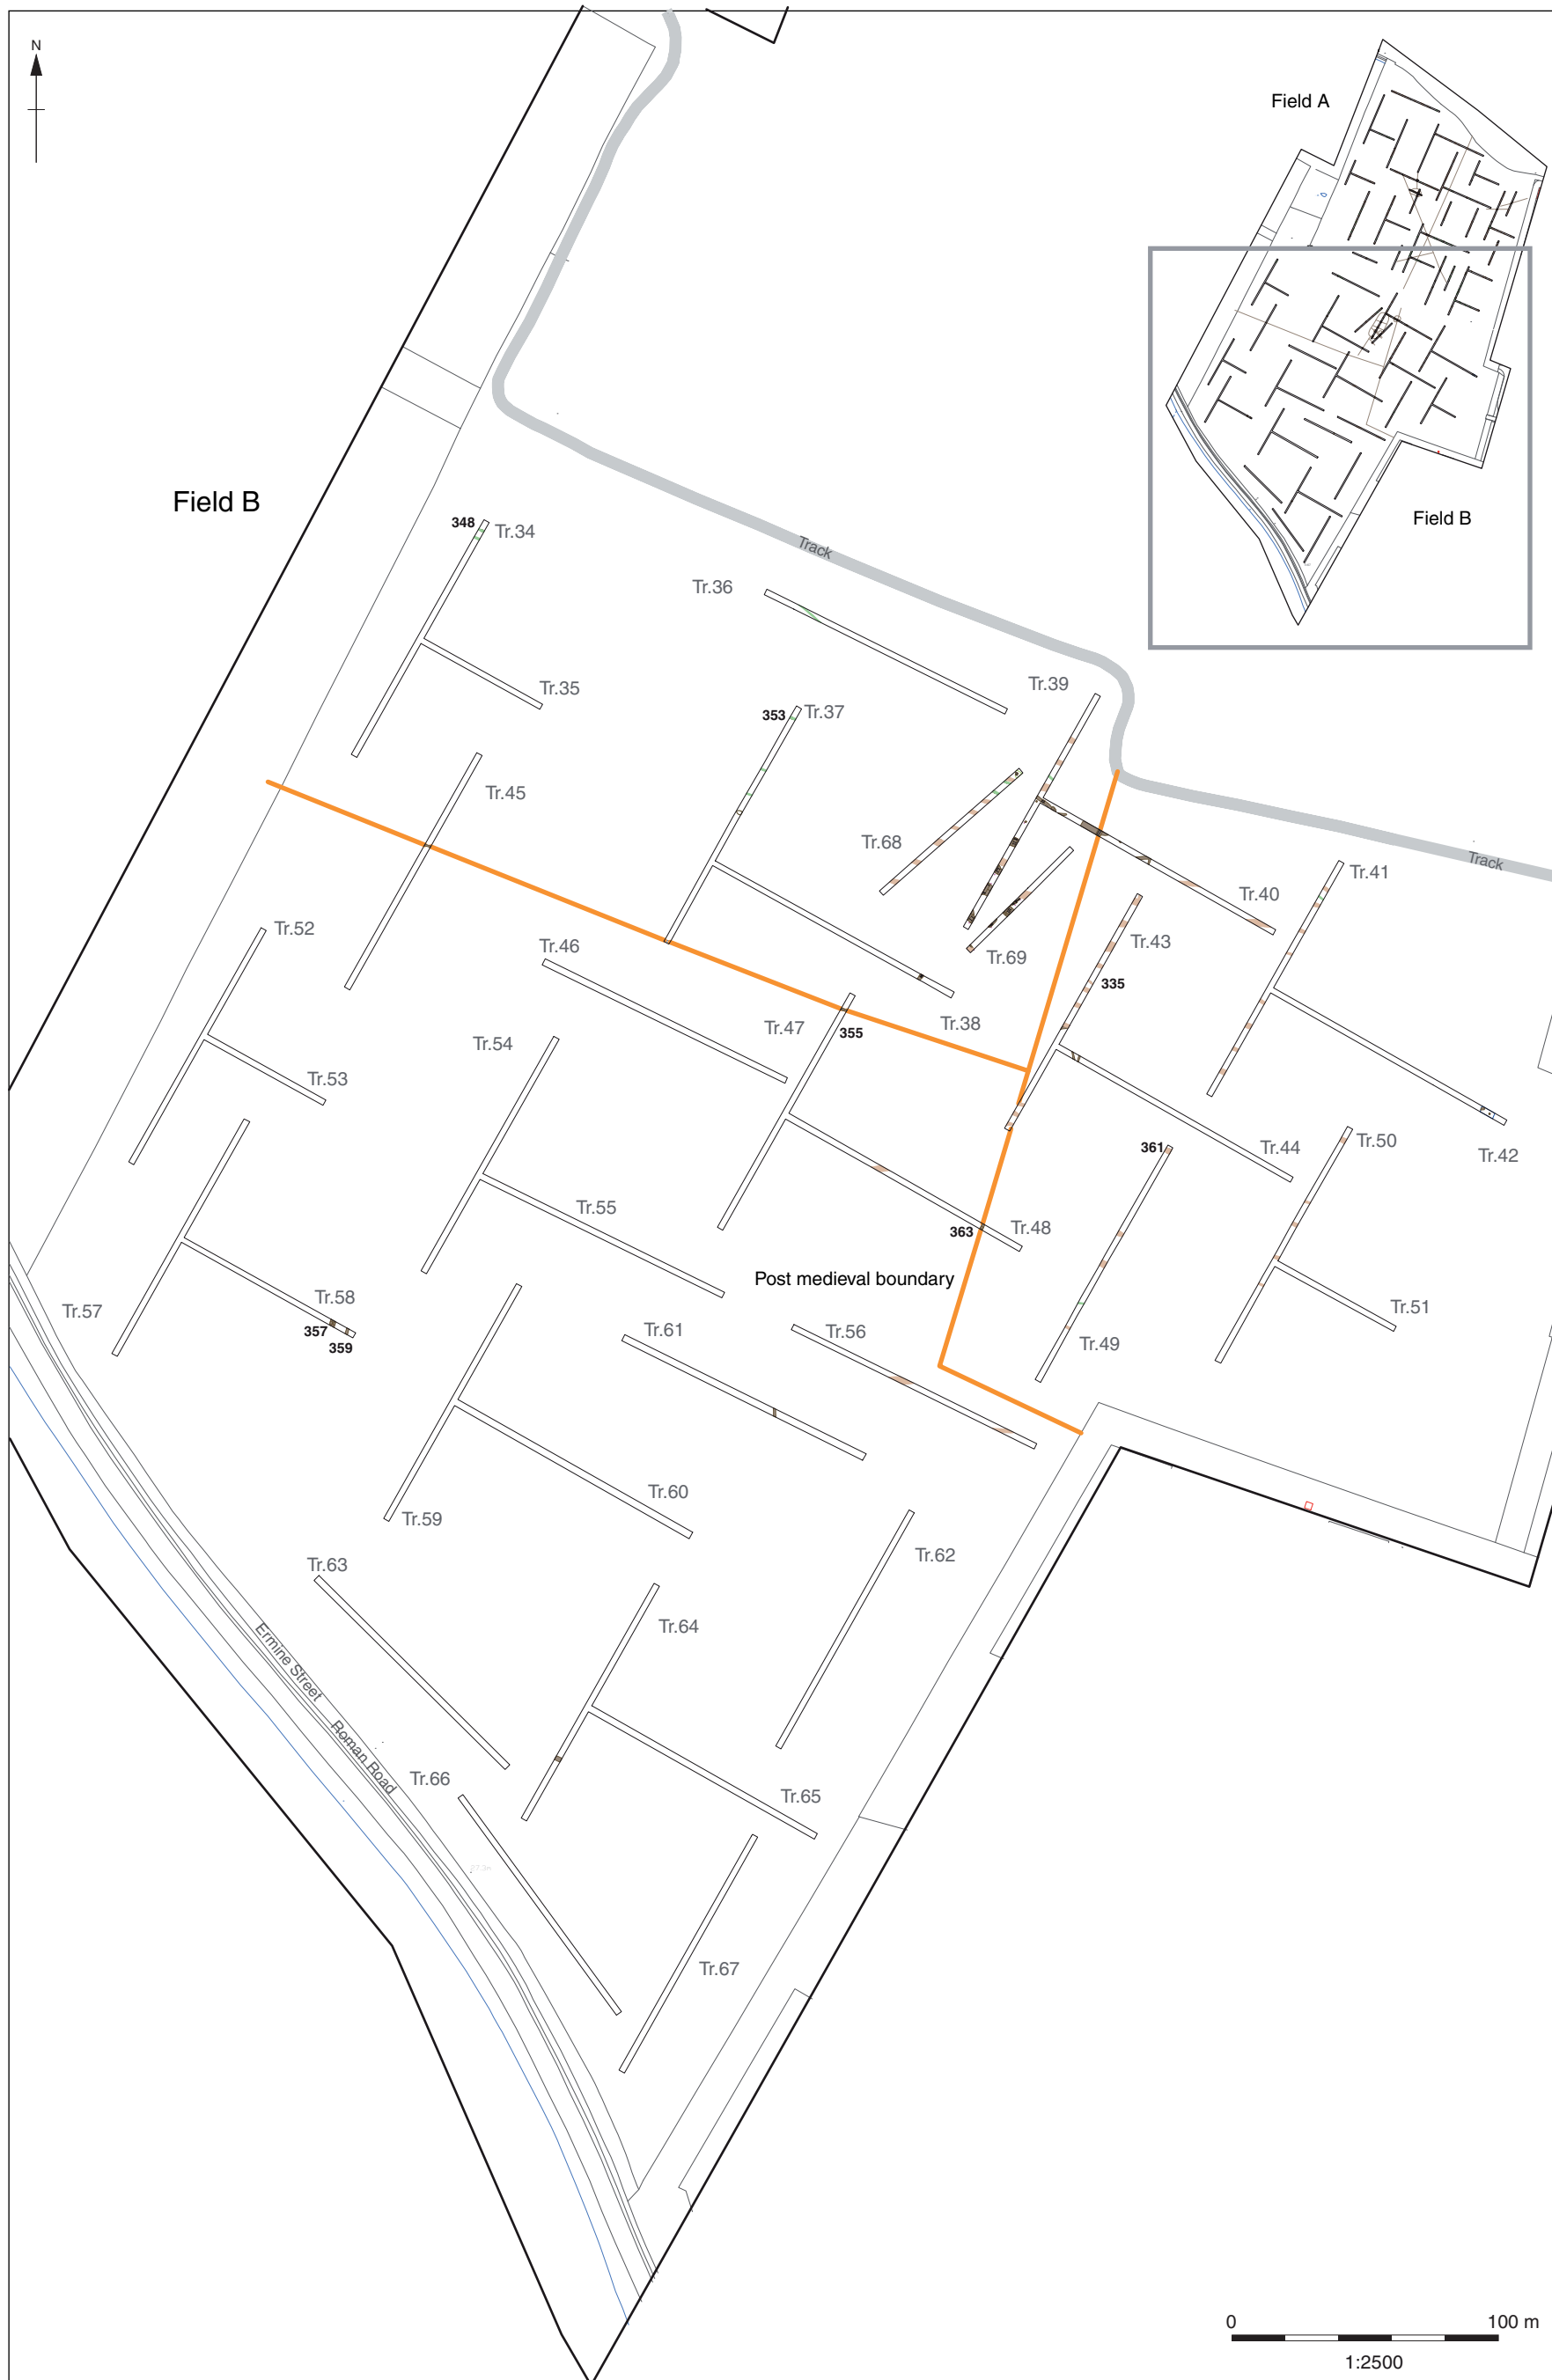 N
Field A
Field B
Field B
348
Tr.34
Track
Tr.36
Tr.35
Tr.39
353
Tr.37
Tr.45
Tr.68
Track
Tr.41
Tr.40
Tr.52
Tr.46
Tr.43
Tr.69
335
Tr.47
355
Tr.38
Tr.54
Tr.53
361
Tr.44
Tr.50
Tr.42
Tr.55
363
Tr.48
Post medieval boundary
Tr.57
Tr.58
357
359
Tr.61
Tr.56
Tr.49
Tr.51
Tr.60
Tr.59
Tr.62
Tr.63
Tr.64
Ermine Street
Roman Road
Tr.66
Tr.65
27.3m
Tr.67
0
100 m
1:2500